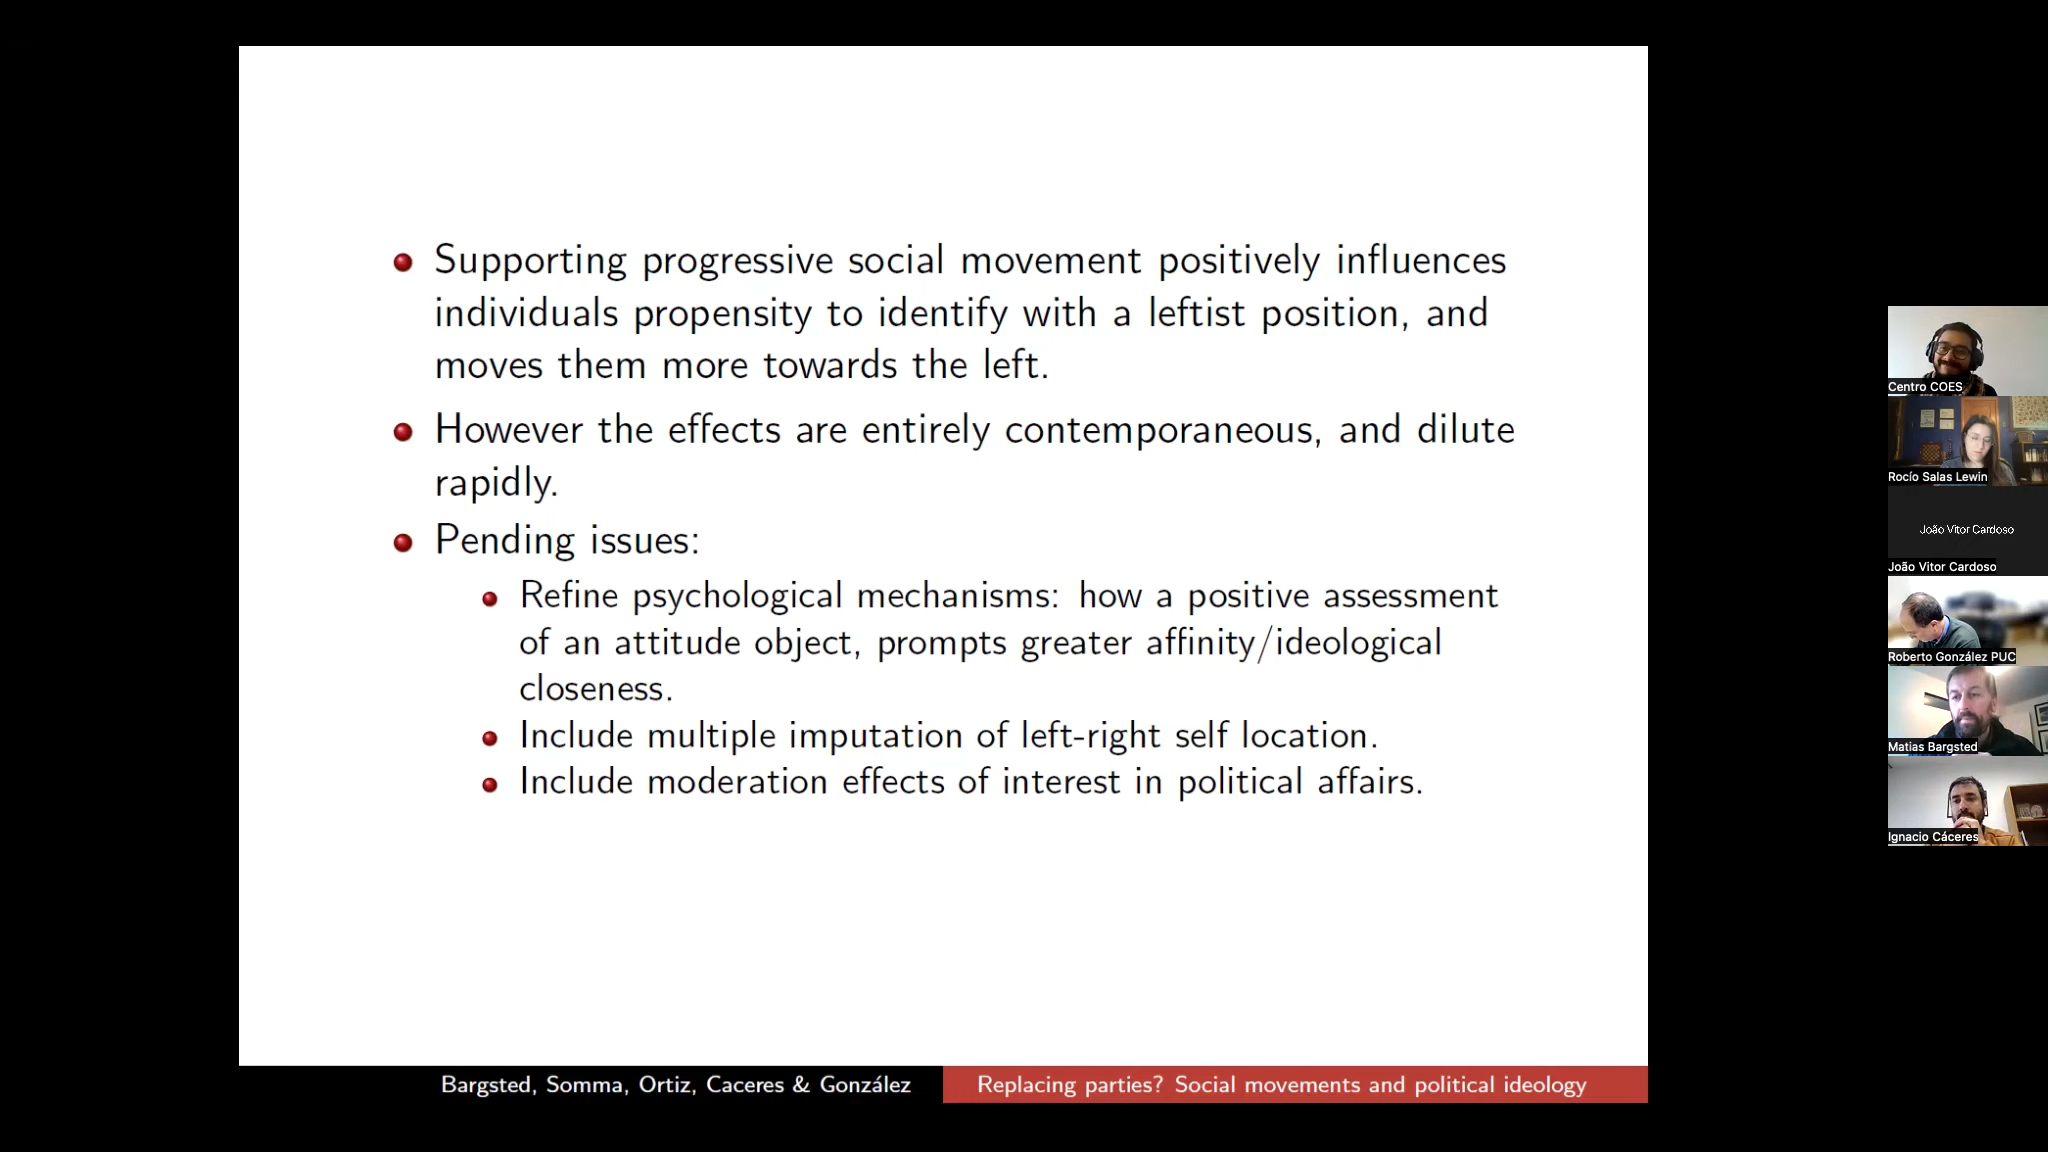 Supporting progressive social movement positively influences
individuals propensity to identify with a leftist position, and
moves them more towards the left.
However the effects are entirely contemporaneous, and dilute
rapidly.
Pending issues:
Refine psychological mechanisms: how a positive assessment
of an attitude object, prompts greater affinity/ideological
closeness.
Include multiple imputation of left-right self location.
Include moderation effects of interest in political affairs.
Bargsted, Somma, Ortiz, Caceres & González
Replacing parties? Social movements and political ideology
Centro COES
Rocío Salas Lewin
João Vitor Cardoso
João Vitor Cardoso
Roberto González PUC
Matias Bargsted
Ignacio Cáceres